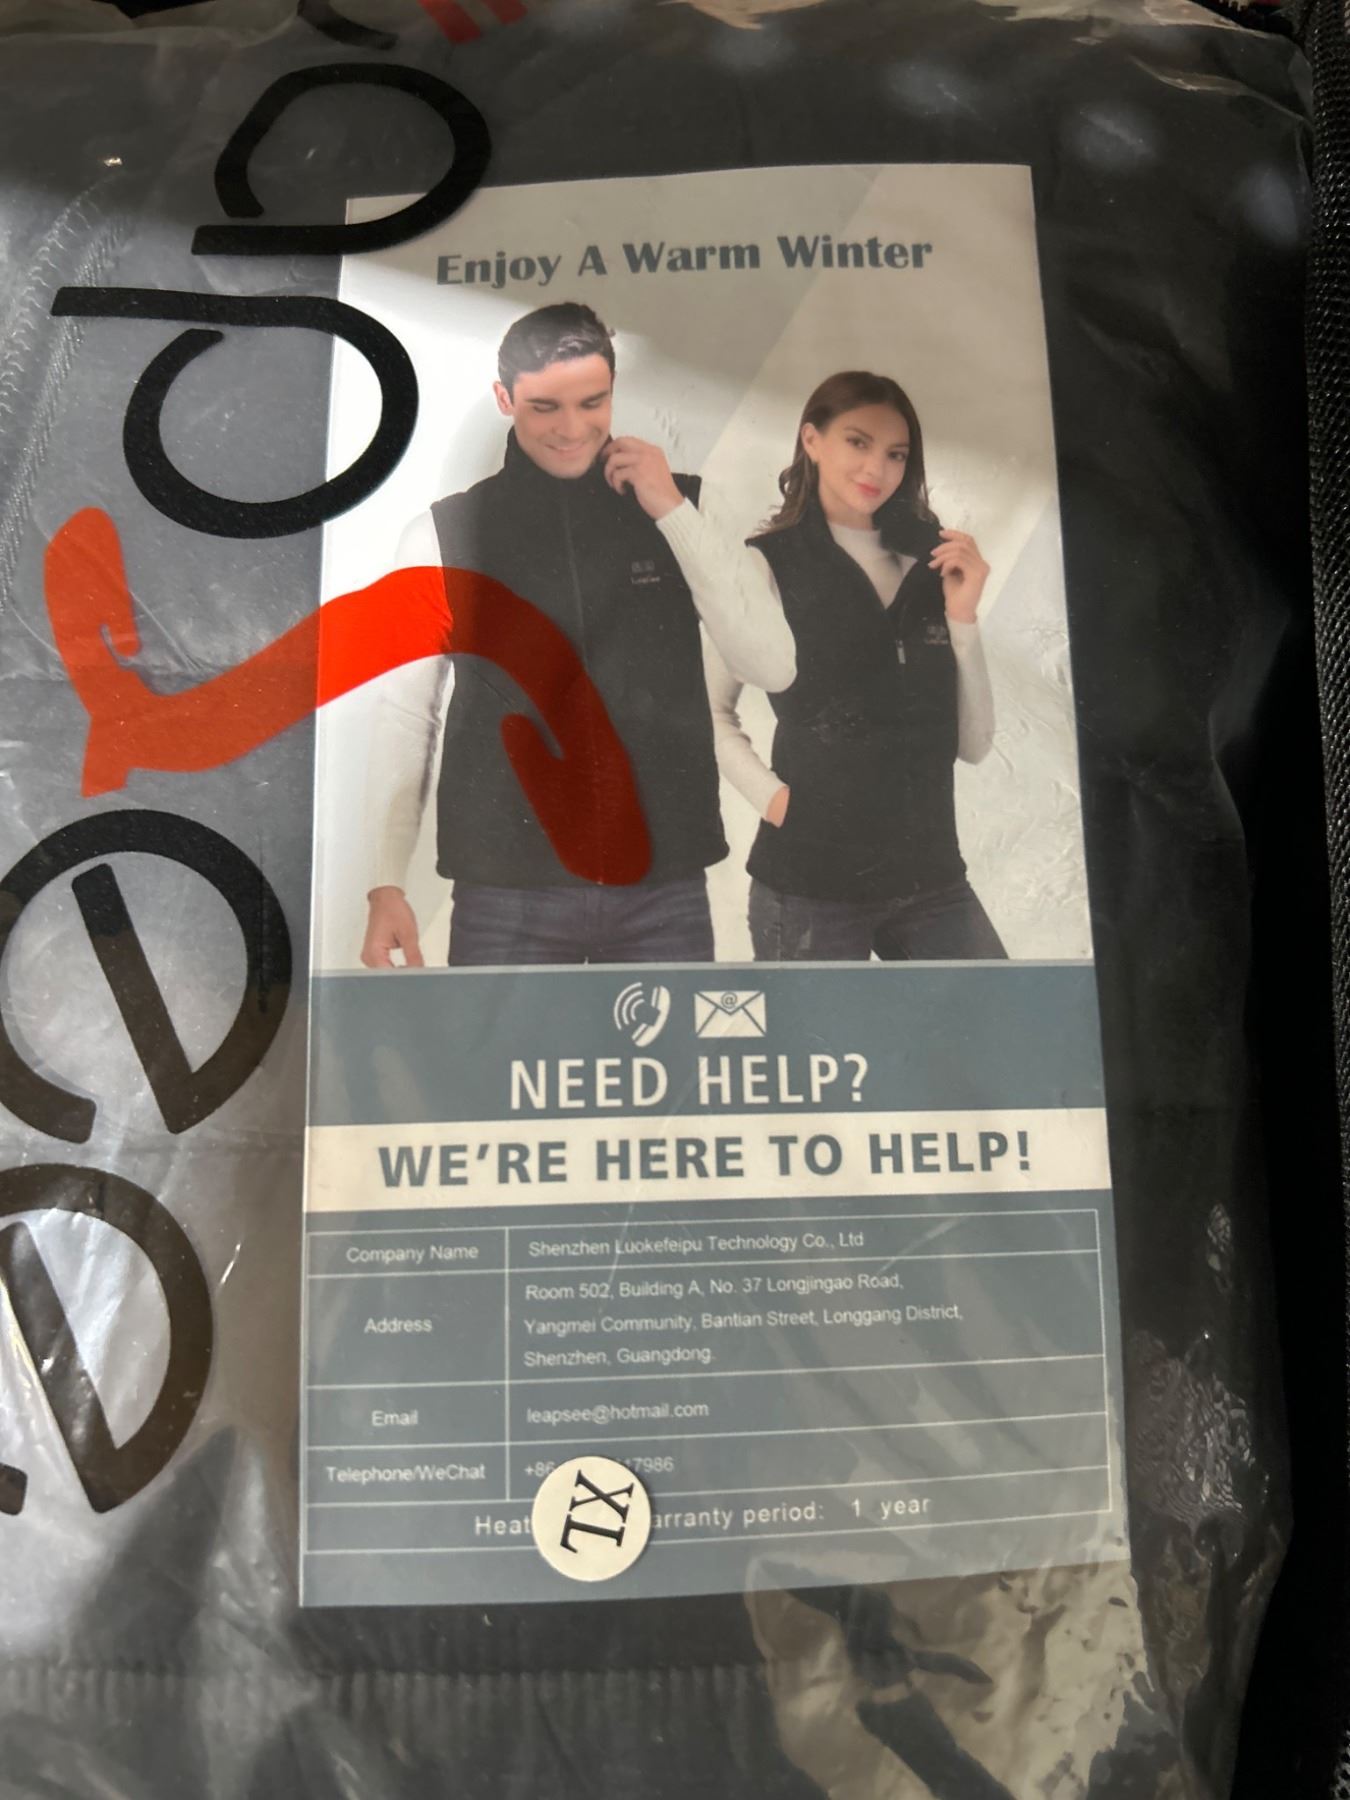 Enjoy A Warm Winter
NEED HELP?
WE'RE HERE TO HELP!
Company Name Shenzhen Luokefeipu Technology Co., Ltd
Address Room 502, Building A, No. 37 Longjingao Road,
Yangmei Community, Bantian Street, Longgang District,
Shenzhen, Guangdong.
Email leapsee@hotmail.com
Telephone/WeChat +86 17986
Heat arranty period: 1 year
XL